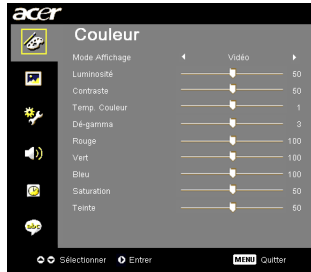 acer
Couleur
Mode Affichage Vidéo
Luminosité 50
Contraste 50
Temp. Couleur 1
Dé-gamma 3
Rouge 100
Vert 100
Bleu 100
Saturation 50
Teinte 50
abc
Sélectionner Entrer MENU Quitter